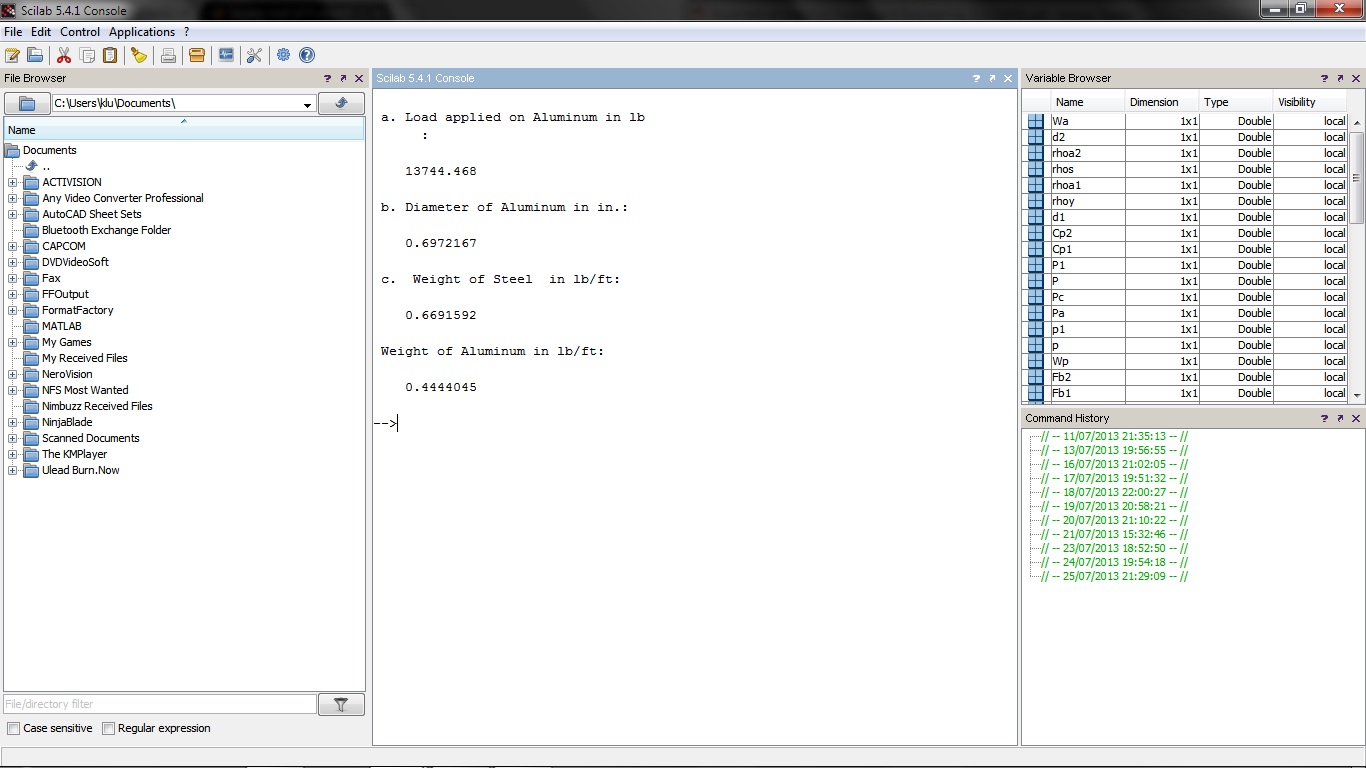 Scilab 5.4.1 Console
File Edit Control Applications ?
File Browser
C:\Users\klu\Documents\
Name
Documents
..
ACTIVISION
Any Video Converter Professional
AutoCAD Sheet Sets
Bluetooth Exchange Folder
CAPCOM
DVDVideoSoft
Fax
FFOutput
FormatFactory
MATLAB
My Games
My Received Files
NeroVision
NFS Most Wanted
Nimbuzz Received Files
NinjaBlade
Scanned Documents
The KMPlayer
Ulead Burn.Now
File/directory filter
Case sensitive Regular expression
Scilab 5.4.1 Console
a. Load applied on Aluminum in lb
:
13744.468
b. Diameter of Aluminum in in.:
0.6972167
c.  Weight of Steel  in lb/ft:
0.6691592
Weight of Aluminum in lb/ft:
0.4444045
-->
Variable Browser
Name Dimension Type Visibility
Wa 1x1 Double local
d2 1x1 Double local
rhoa2 1x1 Double local
rhos 1x1 Double local
rhoa1 1x1 Double local
rhoy 1x1 Double local
d1 1x1 Double local
Cp2 1x1 Double local
Cp1 1x1 Double local
P1 1x1 Double local
P 1x1 Double local
Pc 1x1 Double local
Pa 1x1 Double local
p1 1x1 Double local
p 1x1 Double local
Wp 1x1 Double local
Fb2 1x1 Double local
Fb1 1x1 Double local
Command History
// -- 11/07/2013 21:35:13 -- //
// -- 13/07/2013 19:56:55 -- //
// -- 16/07/2013 21:02:05 -- //
// -- 17/07/2013 19:51:32 -- //
// -- 18/07/2013 22:00:27 -- //
// -- 19/07/2013 20:58:21 -- //
// -- 20/07/2013 21:10:22 -- //
// -- 21/07/2013 15:32:46 -- //
// -- 23/07/2013 18:52:50 -- //
// -- 24/07/2013 19:54:18 -- //
// -- 25/07/2013 21:29:09 -- //